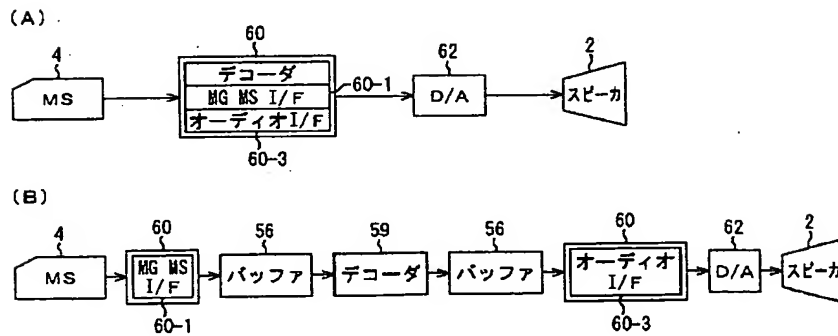 (A)
4
60
62
2
MS
デコーダ
MG MS I/F
オーディオI/F
60-1
D/A
スピーカ
60-3
(B)
4
60
56
59
56
60
62
2
MS
MG MS
I/F
バッファ
デコーダ
バッファ
オーディオ
I/F
D/A
スピーカ
60-1
60-3